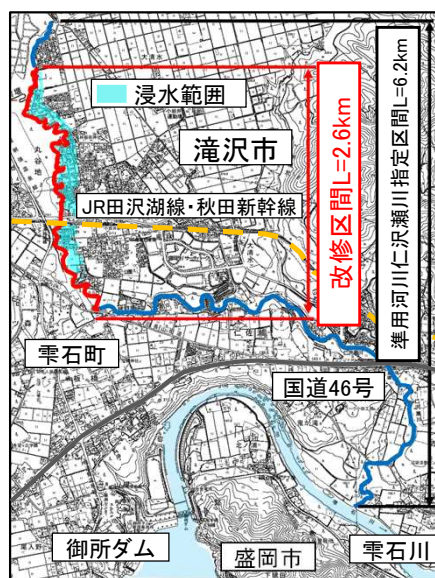 浸水範囲
滝沢市
JR田沢湖線・秋田新幹線
改修区間L=2.6km
準用河川仁沢瀬川指定区間L=6.2km
雫石町
国道46号
御所ダム
盛岡市
雫石川